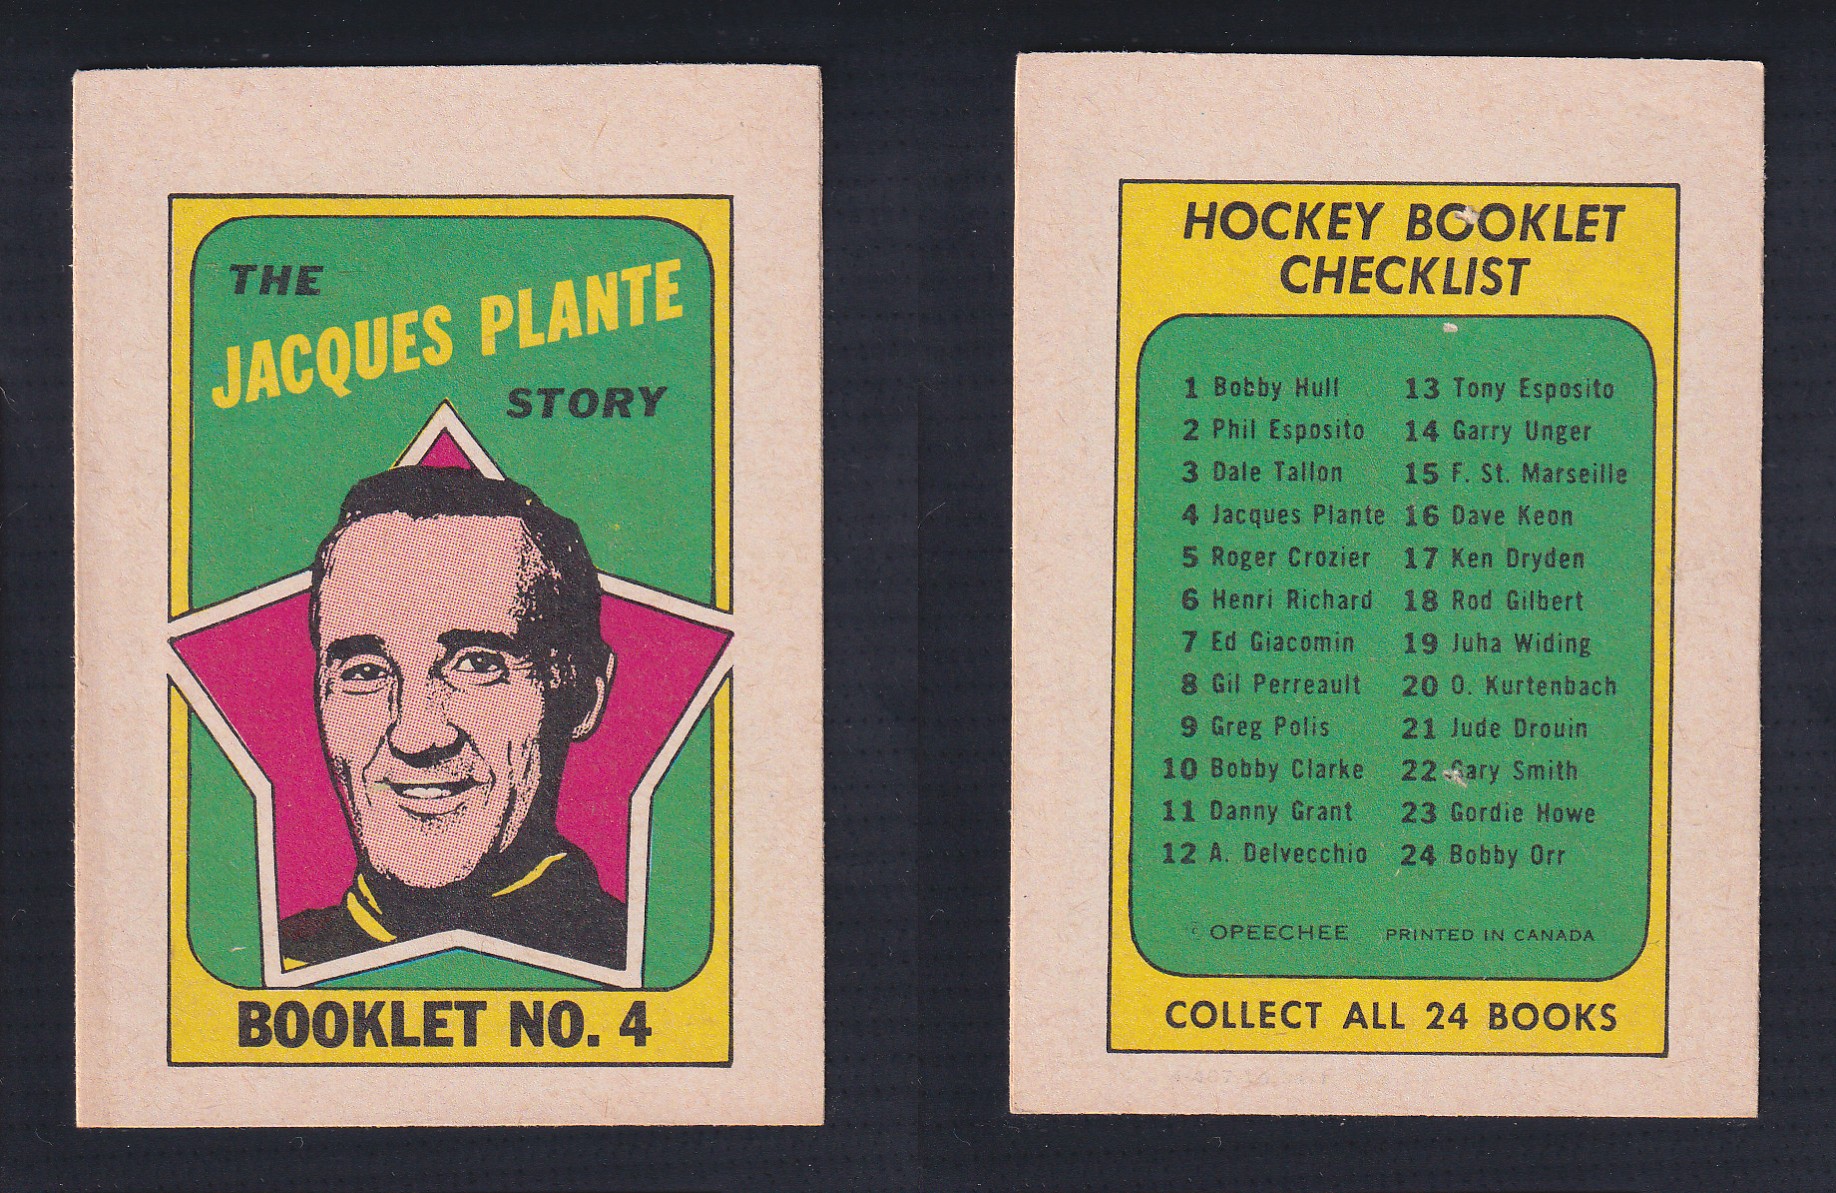 THE
JACQUES PLANTE
STORY
BOOKLET NO. 4
HOCKEY BOOKLET
CHECKLIST
1 Bobby Hull
2 Phil Esposito
3 Dale Tallon
4 Jacques Plante
5 Roger Crozier
6 Henri Richard
7 Ed Giacomin
8 Gil Perreault
9 Greg Polis
10 Bobby Clarke
11 Danny Grant
12 A. Delvecchio
13 Tony Esposito
14 Garry Unger
15 F. St. Marseille
16 Dave Keon
17 Ken Dryden
18 Rod Gilbert
19 Juha Widing
20 O. Kurtenbach
21 Jude Drouin
22 Gary Smith
23 Gordie Howe
24 Bobby Orr
© OPEECHEE PRINTED IN CANADA
COLLECT ALL 24 BOOKS